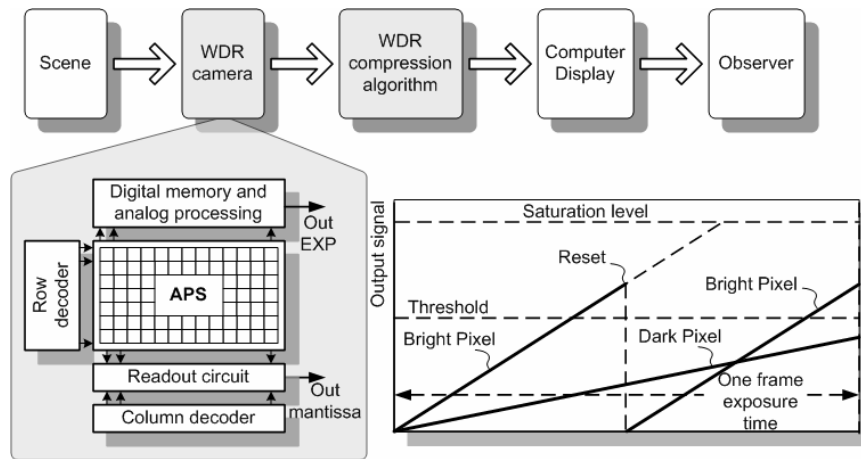 Scene
WDR
camera
WDR
compression
algorithm
Computer
Display
Observer
Digital memory and
analog processing
Out
EXP
Row
decoder
APS
Readout circuit
Out
mantissa
Column decoder
Output signal
Saturation level
Reset
Threshold
Bright Pixel
Bright Pixel
Dark Pixel
One frame
exposure
time